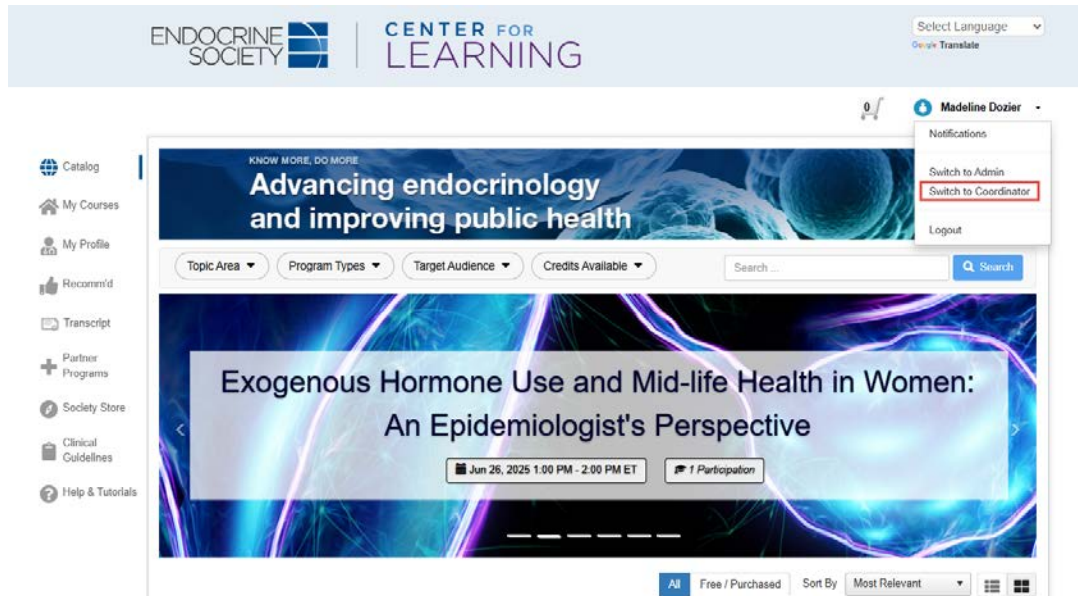 ENDOCRINE
SOCIETY
CENTER FOR
LEARNING
Select Language
Google Translate
0
Madeline Dozier
Notifications
Switch to Admin
Switch to Coordinator
Logout
Catalog
My Courses
My Profile
Recomm'd
Transcript
Partner
Programs
Society Store
Clinical
Guidelines
Help & Tutorials
KNOW MORE, DO MORE
Advancing endocrinology
and improving public health
Topic Area
Program Types
Target Audience
Credits Available
Search ...
Search
Exogenous Hormone Use and Mid-life Health in Women:
An Epidemiologist's Perspective
Jun 26, 2025 1:00 PM - 2:00 PM ET
1 Participation
All
Free / Purchased
Sort By
Most Relevant